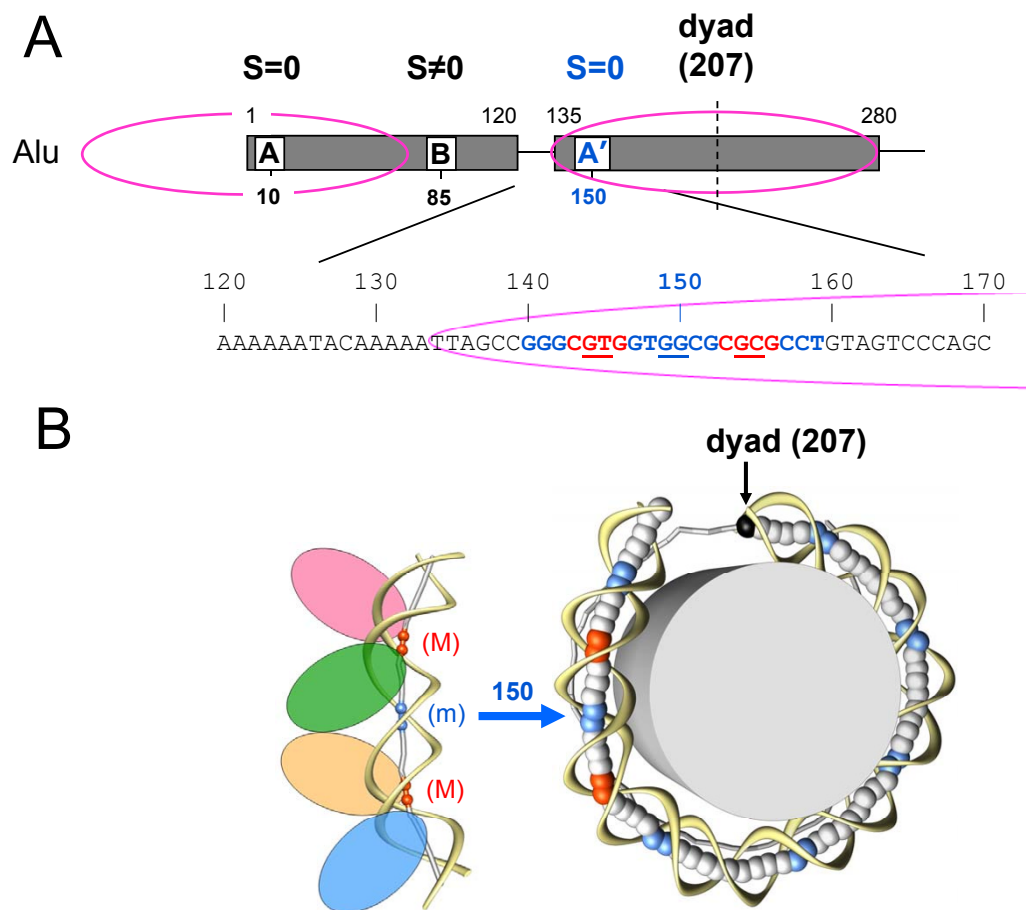 A
dyad
(207)
S=0 S≠0 S=0
1 120 135 280
Alu A B A′
10 85 150
120 130 140 150 160 170
AAAAAATACAAAAATTAGCCGGGCGTGGTGGCGCGCGCCTGTAGTCCCAGC
B
dyad (207)
(M)
150
(m)
(M)